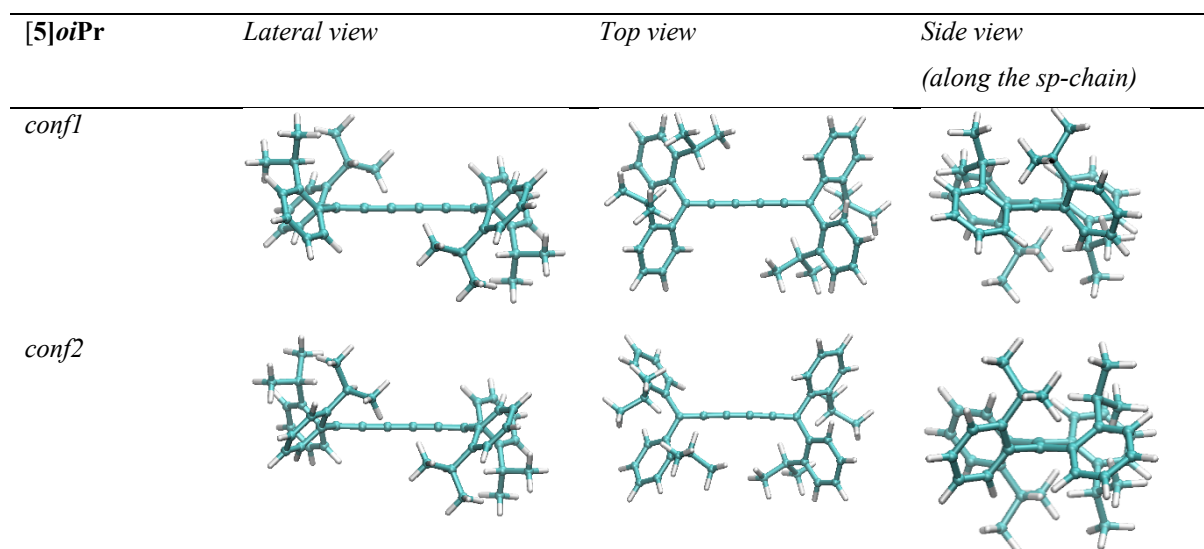 [5]oiPr Lateral view Top view Side view
(along the sp-chain)
conf1
conf2